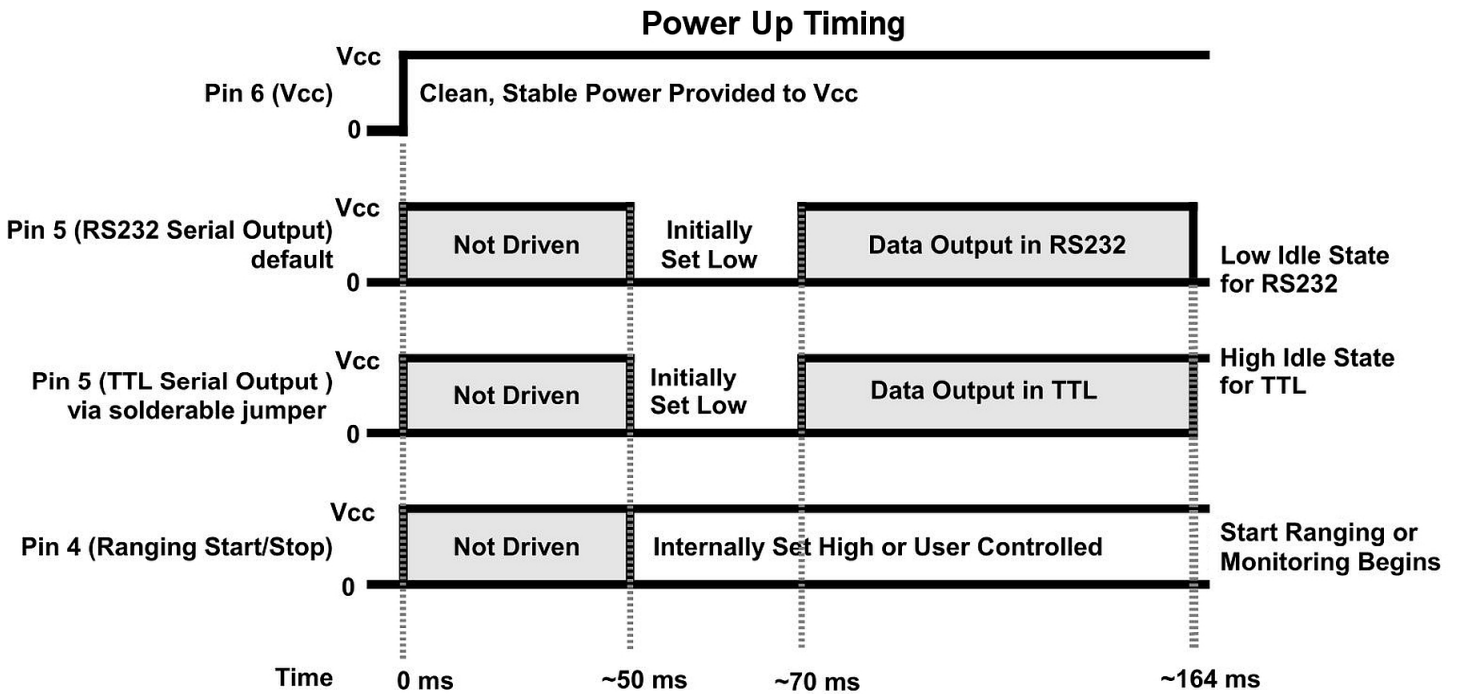 Power Up Timing
Vcc
Pin 6 (Vcc)
Clean, Stable Power Provided to Vcc
0
Vcc
Pin 5 (RS232 Serial Output)
default
Not Driven
Initially
Set Low
Data Output in RS232
Low Idle State
for RS232
0
Vcc
Pin 5 (TTL Serial Output )
via solderable jumper
Not Driven
Initially
Set Low
Data Output in TTL
High Idle State
for TTL
0
Vcc
Pin 4 (Ranging Start/Stop)
Not Driven
Internally Set High or User Controlled
Start Ranging or
Monitoring Begins
0
Time
0 ms
~50 ms
~70 ms
~164 ms